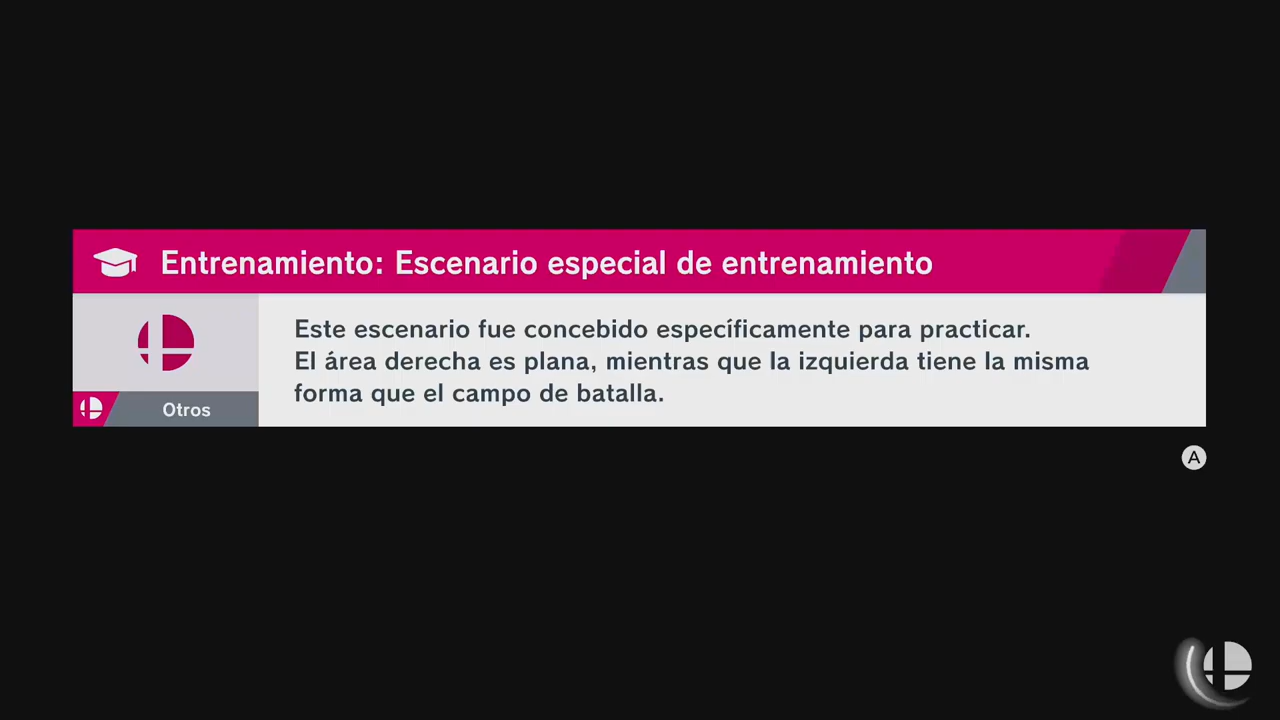 Entrenamiento: Escenario especial de entrenamiento
Este escenario fue concebido específicamente para practicar.
El área derecha es plana, mientras que la izquierda tiene la misma
forma que el campo de batalla.
Otros
A